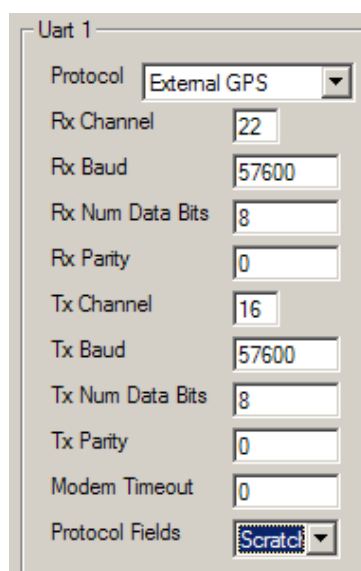 Uart 1
Protocol External GPS
Rx Channel 22
Rx Baud 57600
Rx Num Data Bits 8
Rx Parity 0
Tx Channel 16
Tx Baud 57600
Tx Num Data Bits 8
Tx Parity 0
Modem Timeout 0
Protocol Fields